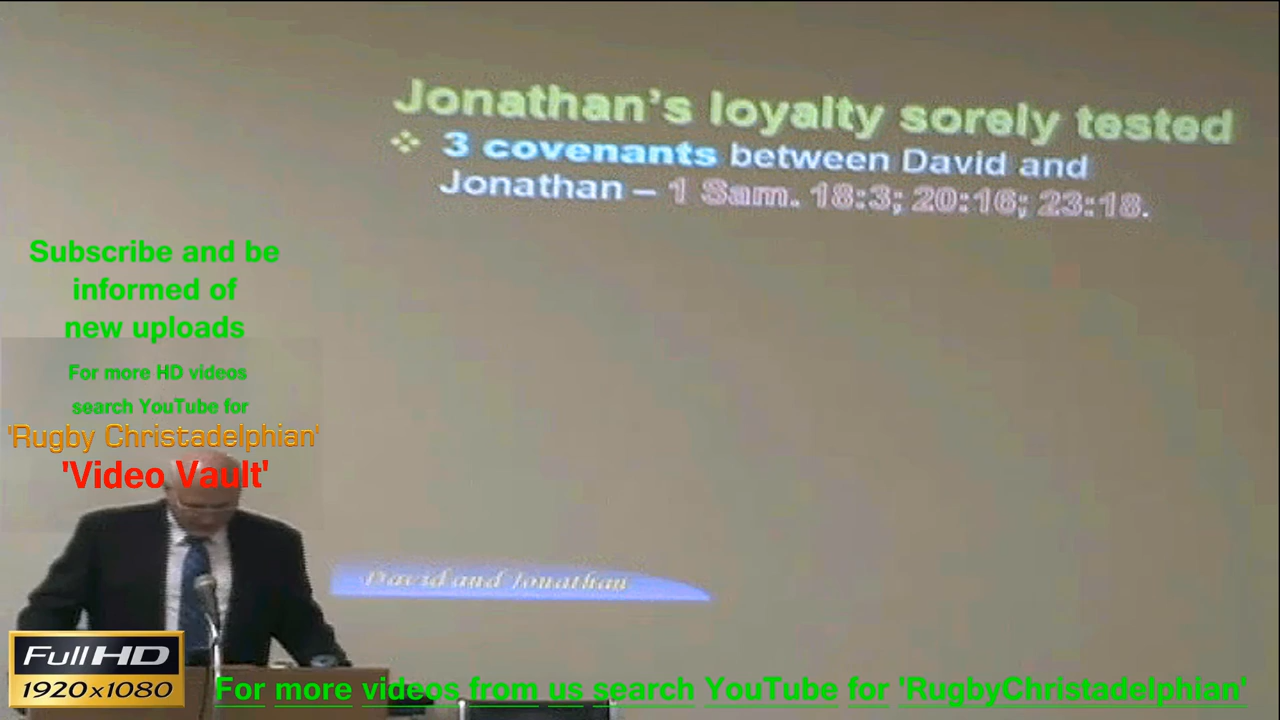 Jonathan's loyalty sorely tested
3 covenants between David and
Jonathan – 1 Sam. 18:3; 20:16; 23:18.
Subscribe and be
informed of
new uploads
For more HD videos
search YouTube for
'Rugby Christadelphian'
'Video Vault'
David and Jonathan
Full HD
1920x1080
For more videos from us search YouTube for 'RugbyChristadelphian'